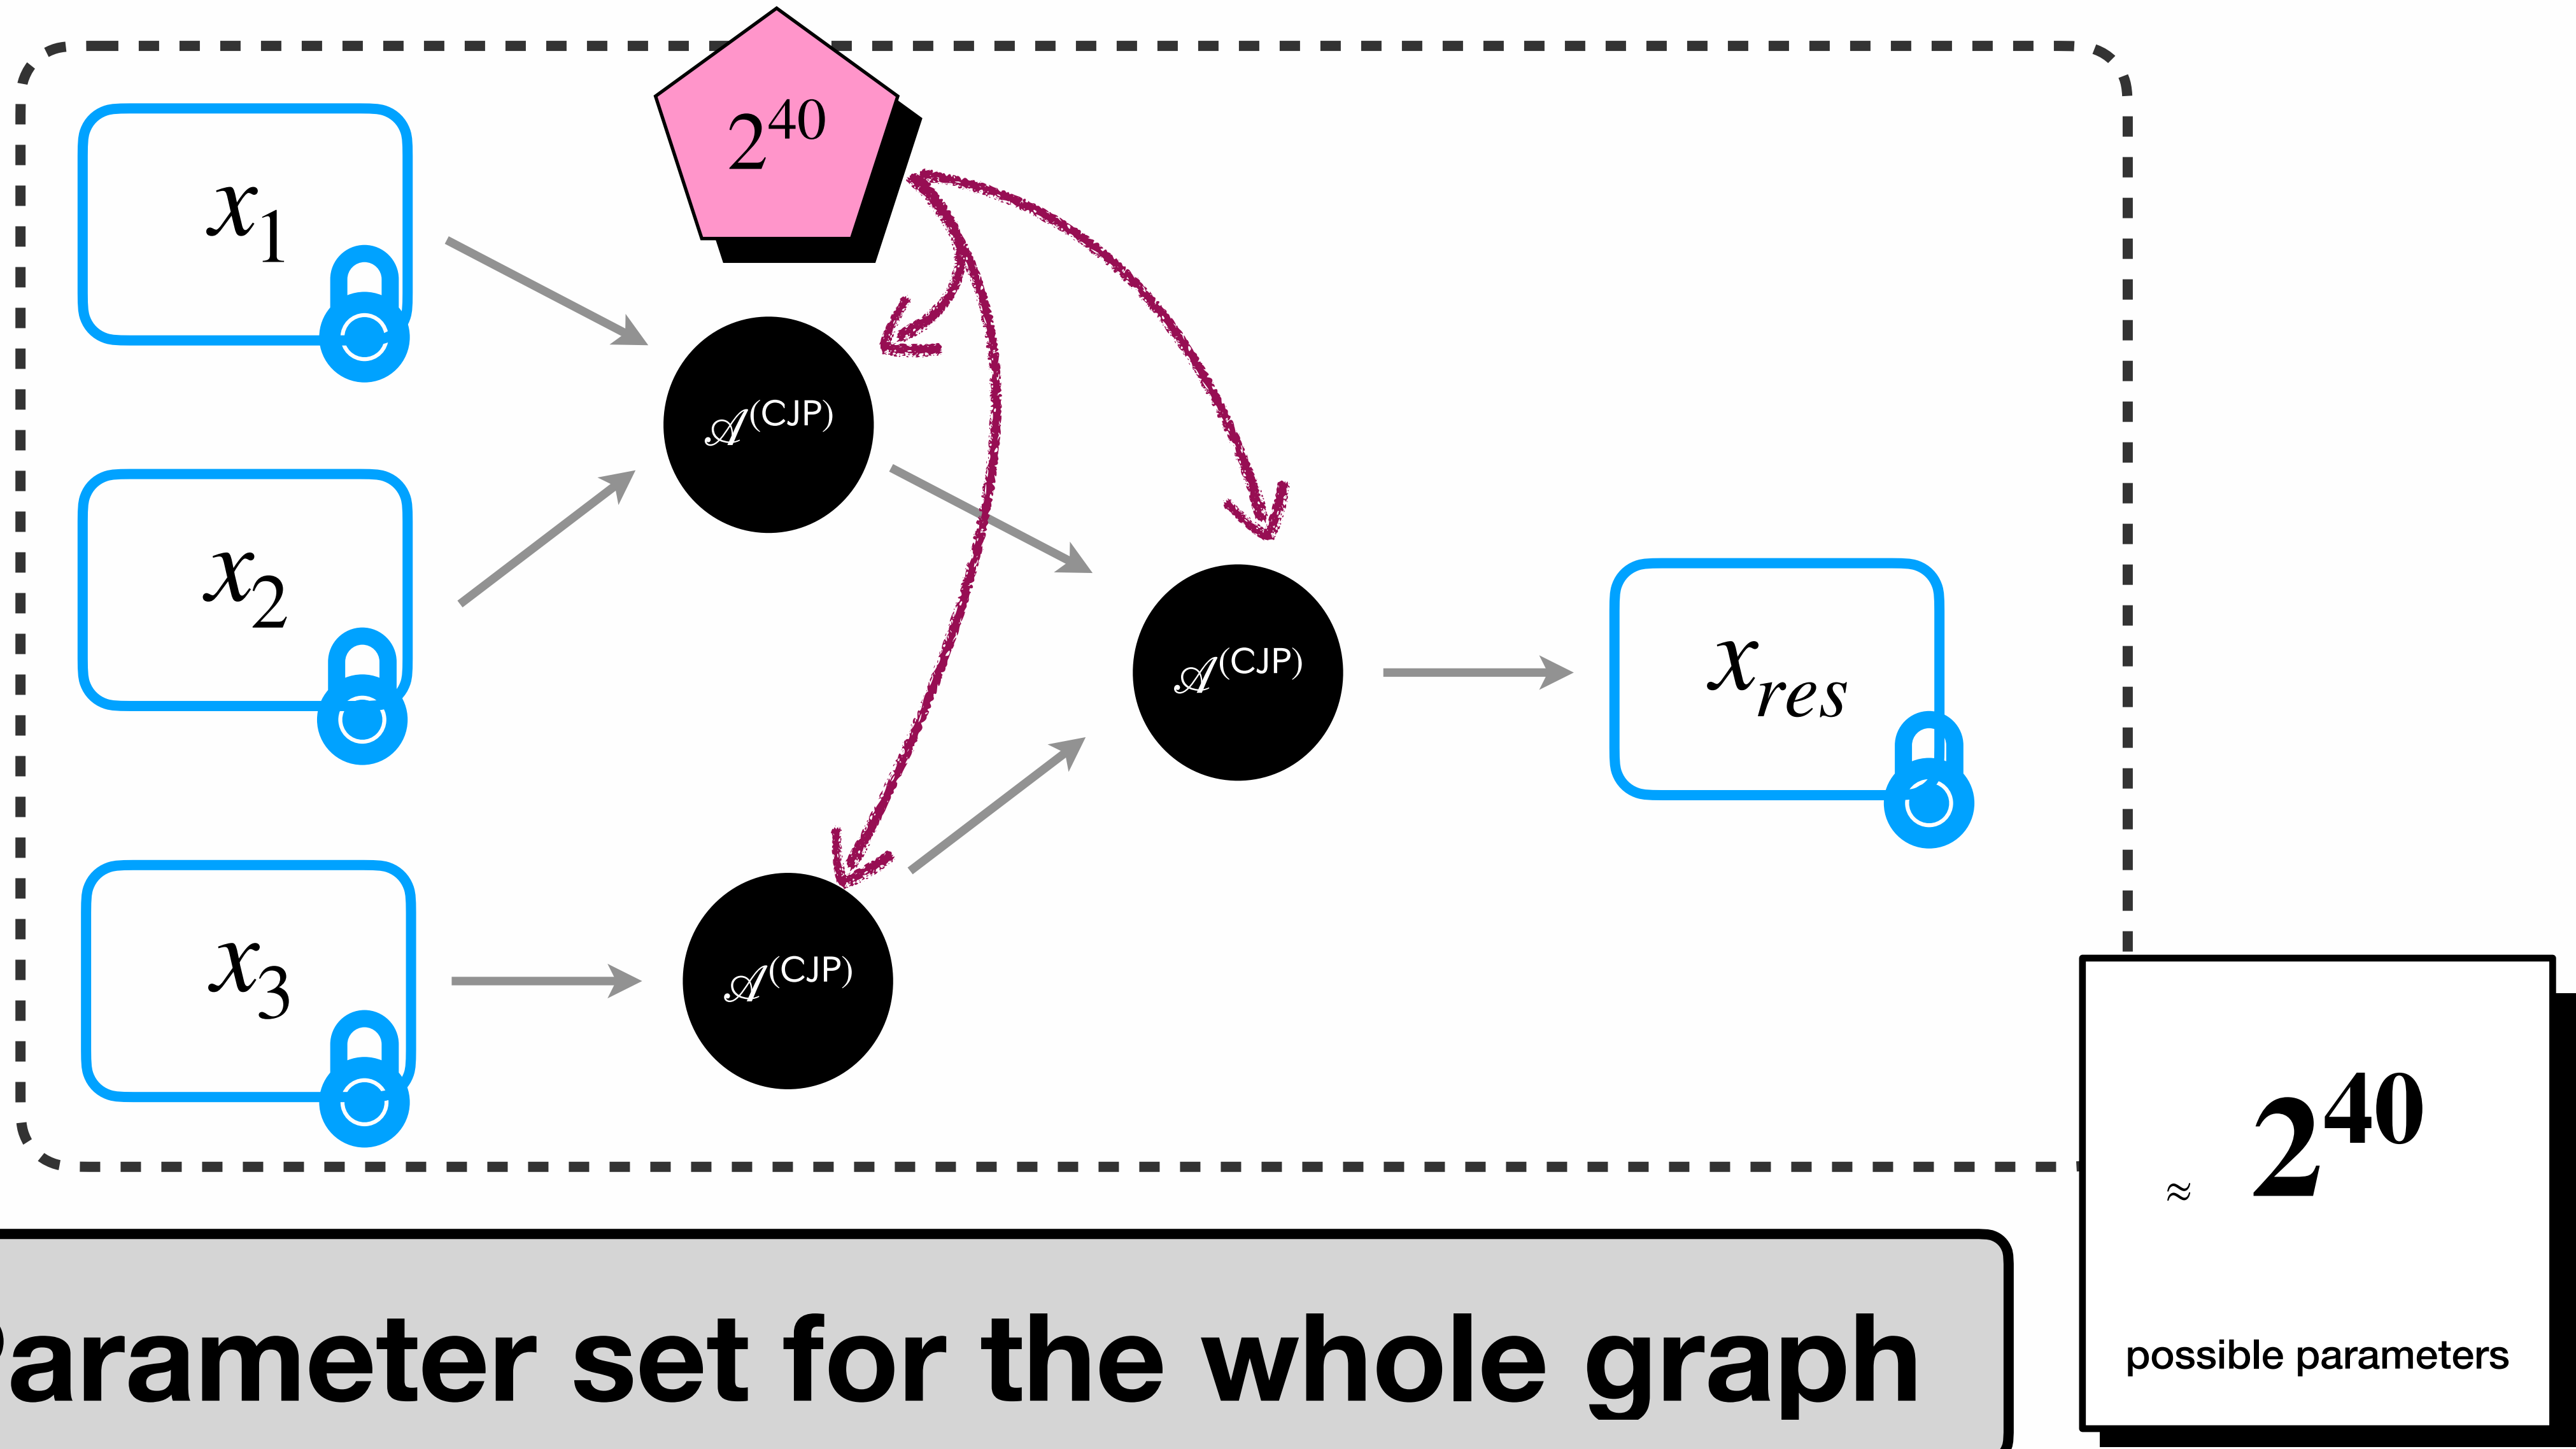 2^40
x_1
𝒜^(CJP)
x_2
𝒜^(CJP)
x_res
x_3
𝒜^(CJP)
≈ 2^40
possible parameters
arameter set for the whole graph